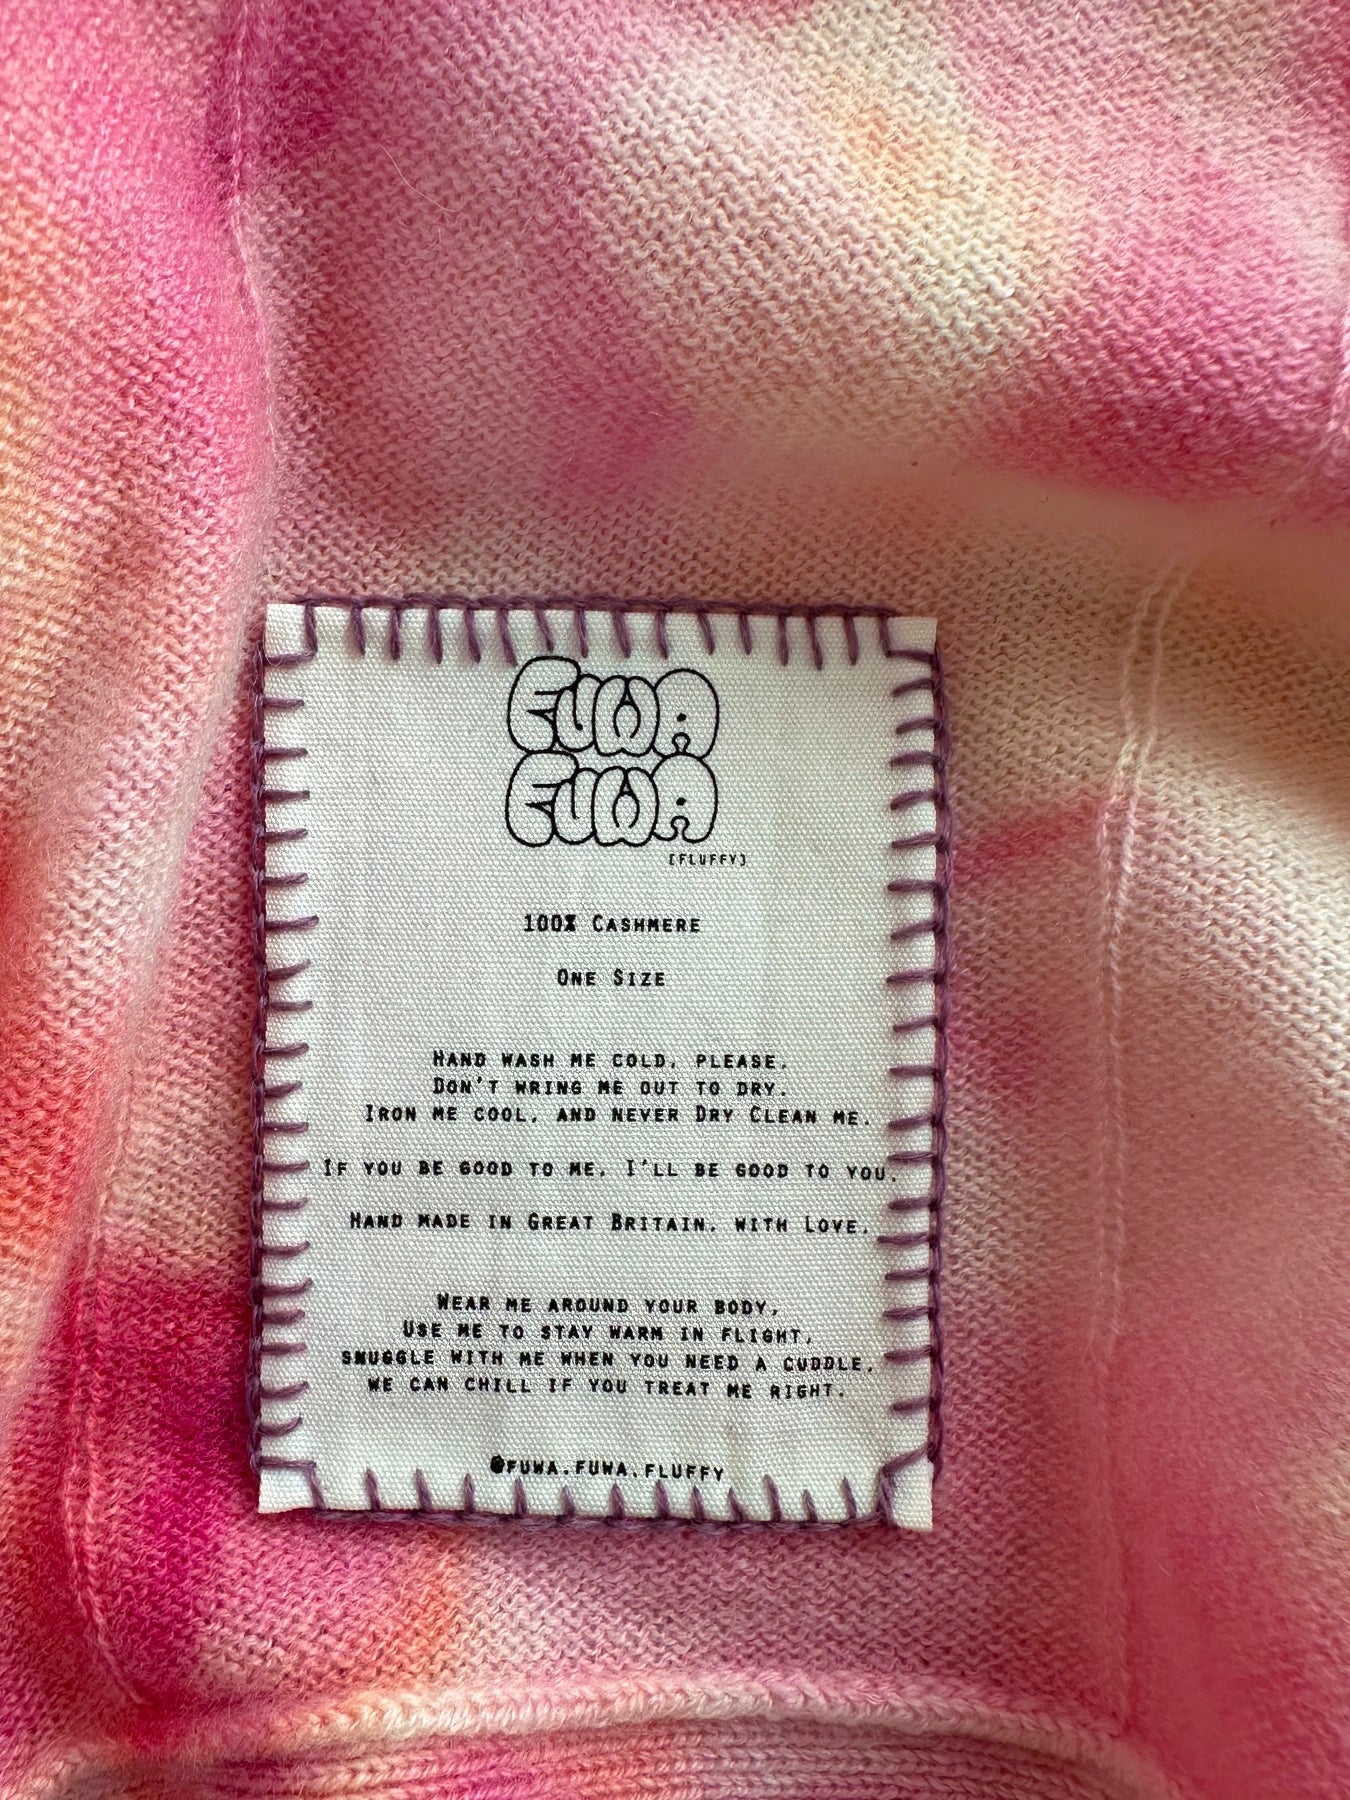 FUWA
FUWA
[FLUFFY]
100% CASHMERE
ONE SIZE
HAND WASH ME COLD, PLEASE.
DON'T WRING ME OUT TO DRY.
IRON ME COOL, AND NEVER DRY CLEAN ME.
IF YOU BE GOOD TO ME, I'LL BE GOOD TO YOU.
HAND MADE IN GREAT BRITAIN, WITH LOVE,
WEAR ME AROUND YOUR BODY,
USE ME TO STAY WARM IN FLIGHT,
SNUGGLE WITH ME WHEN YOU NEED A CUDDLE,
WE CAN CHILL IF YOU TREAT ME RIGHT.
@FUWA.FUWA.FLUFFY